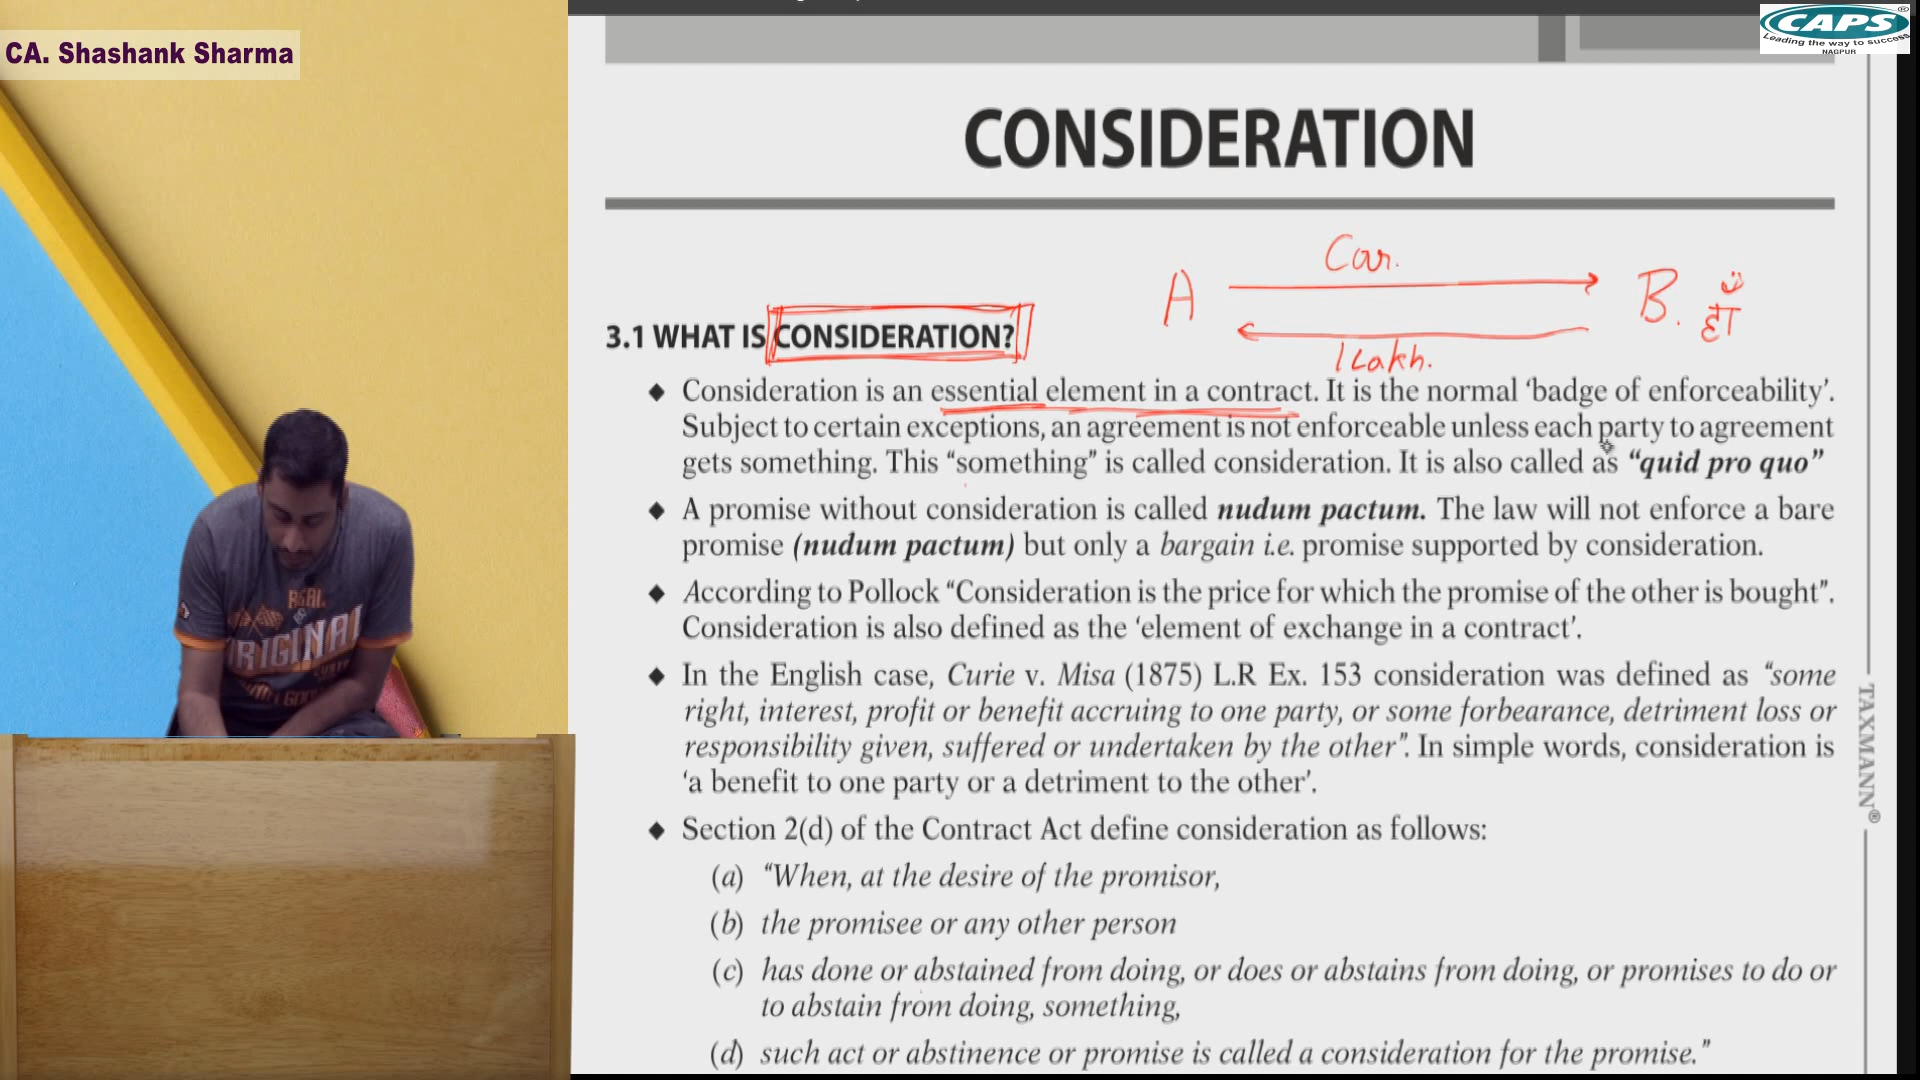 CA. Shashank Sharma
CAPS®
Leading the way to success
NAGPUR
CONSIDERATION
Car.
A
B.
हाँ
1 Lakh.
3.1 WHAT IS CONSIDERATION?
♦ Consideration is an essential element in a contract. It is the normal ‘badge of enforceability’.
Subject to certain exceptions, an agreement is not enforceable unless each party to agreement
gets something. This “something” is called consideration. It is also called as “quid pro quo”
♦ A promise without consideration is called nudum pactum. The law will not enforce a bare
promise (nudum pactum) but only a bargain i.e. promise supported by consideration.
♦ According to Pollock “Consideration is the price for which the promise of the other is bought”.
Consideration is also defined as the ‘element of exchange in a contract’.
♦ In the English case, Curie v. Misa (1875) L.R Ex. 153 consideration was defined as “some
right, interest, profit or benefit accruing to one party, or some forbearance, detriment loss or
responsibility given, suffered or undertaken by the other”. In simple words, consideration is
‘a benefit to one party or a detriment to the other’.
♦ Section 2(d) of the Contract Act define consideration as follows:
(a) “When, at the desire of the promisor,
(b) the promisee or any other person
(c) has done or abstained from doing, or does or abstains from doing, or promises to do or
to abstain from doing, something,
(d) such act or abstinence or promise is called a consideration for the promise.”
TAXMANN®
ORIGINAL